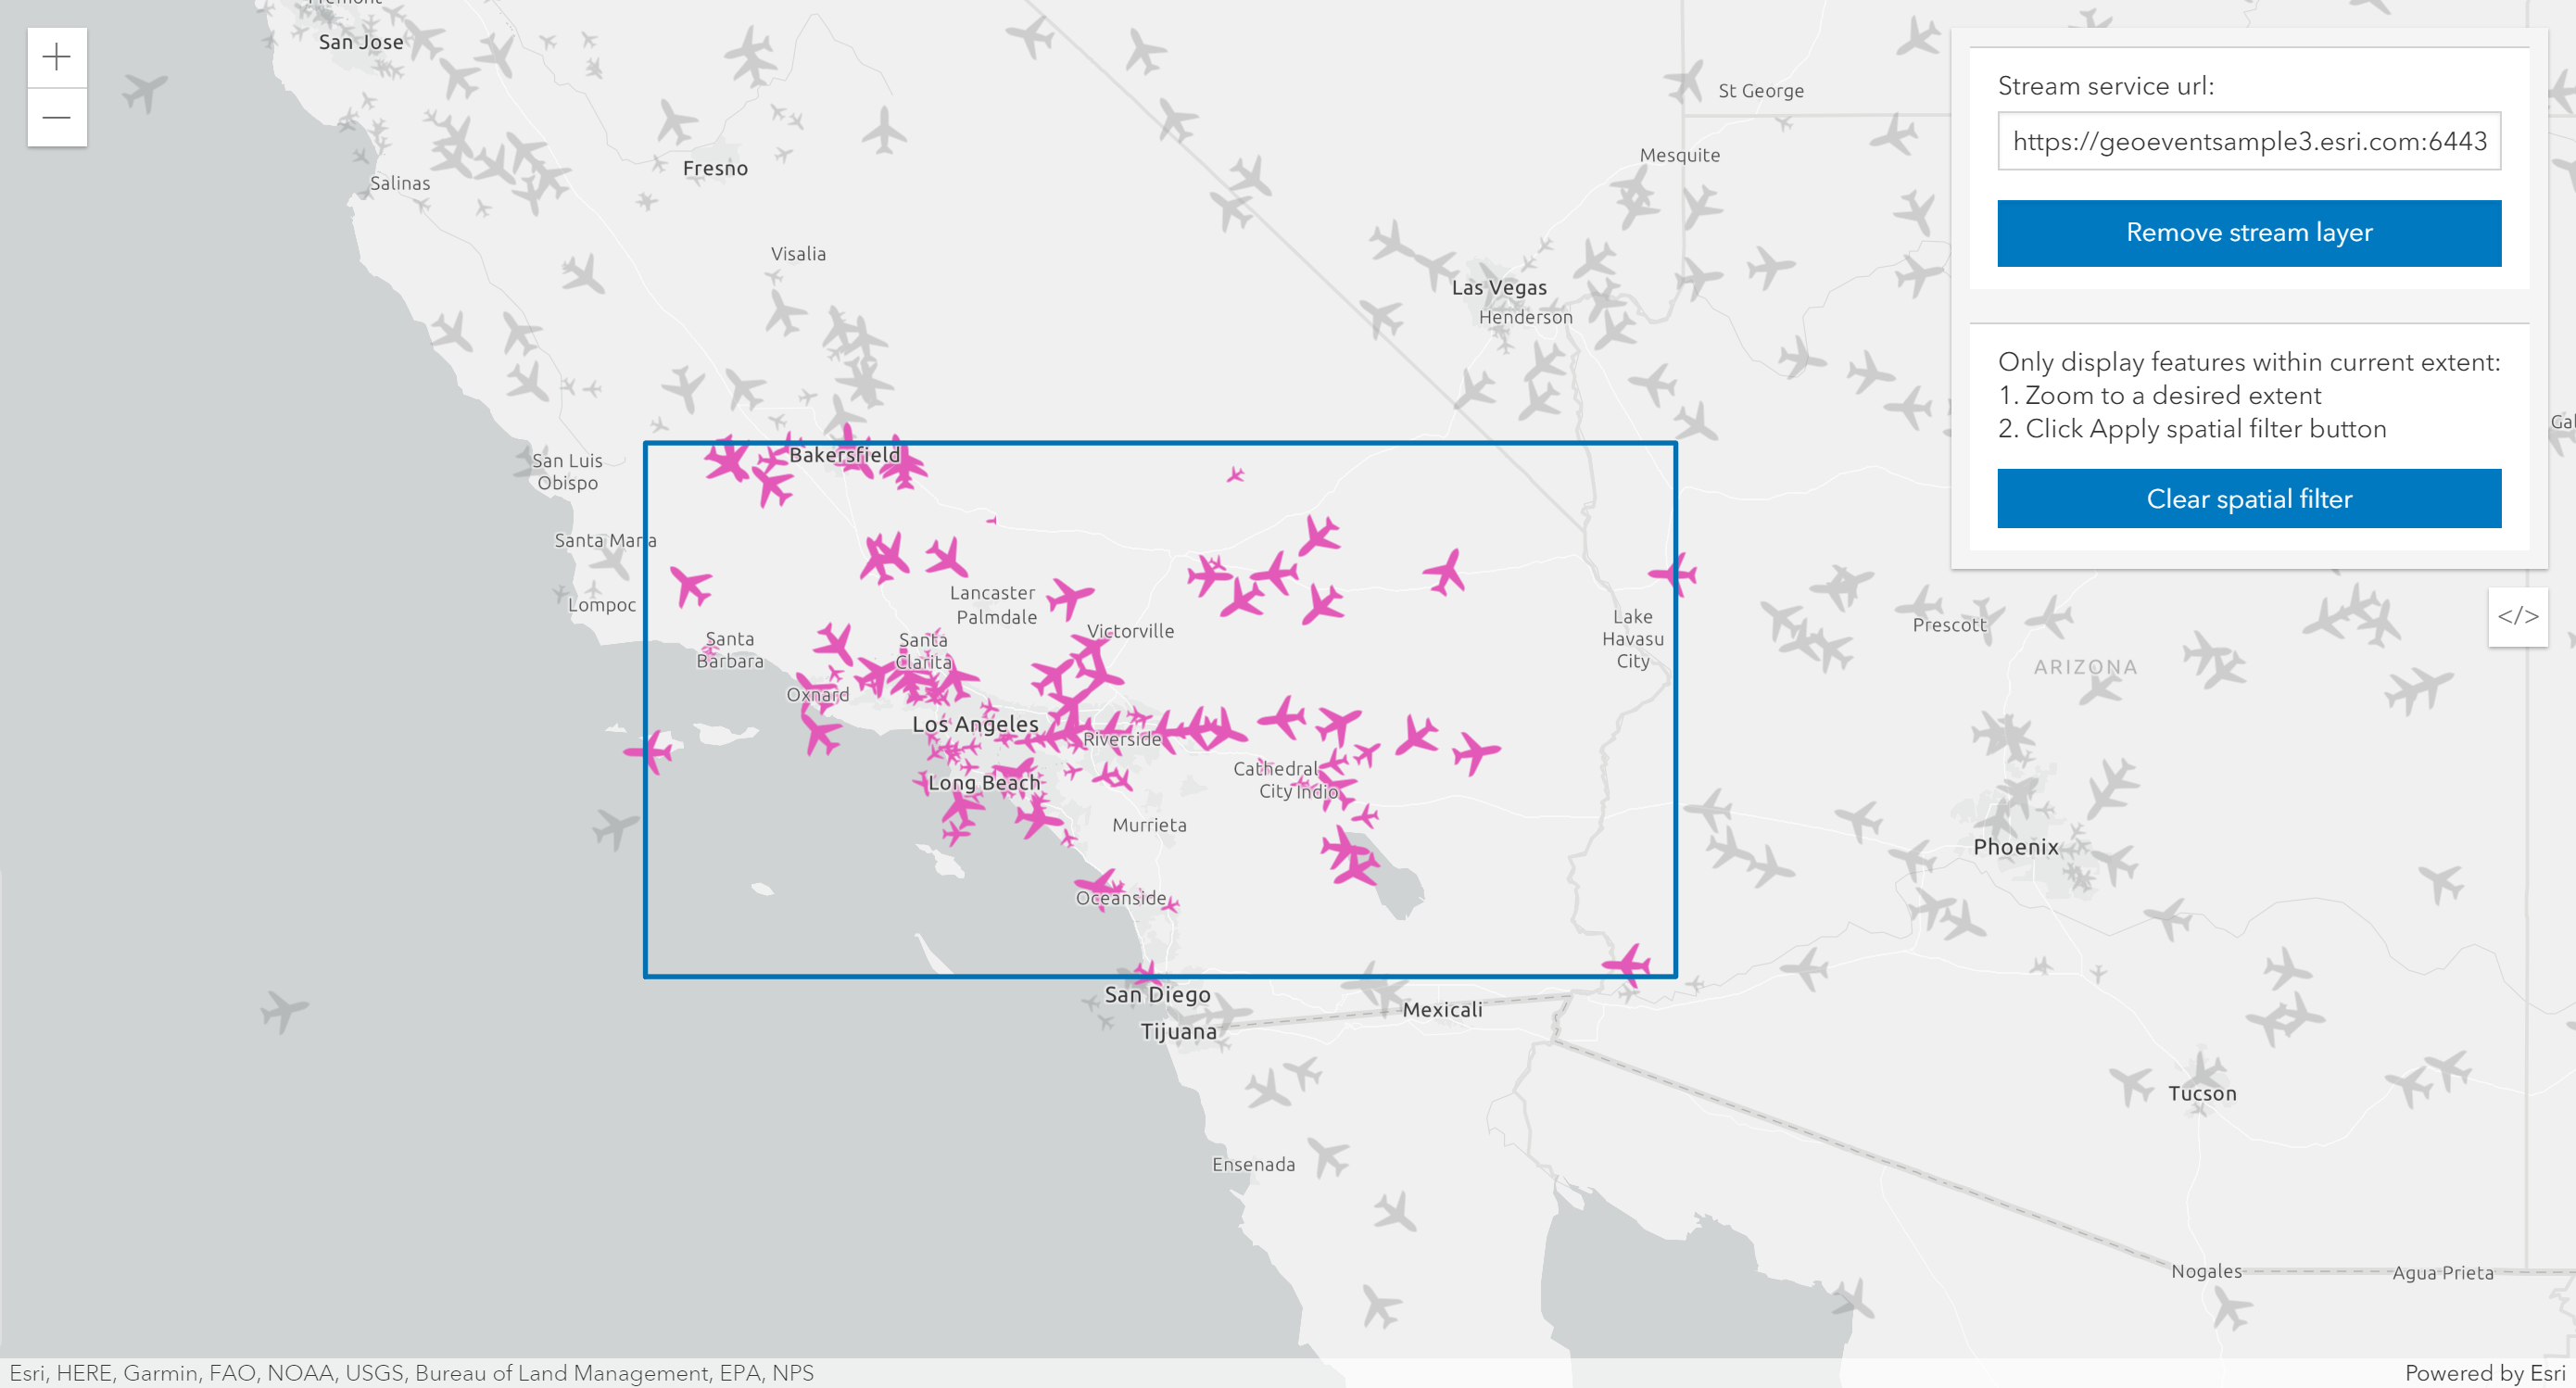 Fremont
San Jose
Salinas
Fresno
Visalia
St George
Mesquite
Las Vegas
Henderson
Stream service url:
https://geoeventsample3.esri.com:6443
Remove stream layer
Only display features within current extent:
1. Zoom to a desired extent
2. Click Apply spatial filter button
Clear spatial filter
</>
San Luis
Obispo
Bakersfield
Santa Maria
Lompoc
Santa
Barbara
Lancaster
Palmdale
Santa
Clarita
Victorville
Oxnard
Los Angeles
Riverside
Long Beach
Cathedral
City
Indio
Murrieta
Oceanside
Lake
Havasu
City
San Diego
Tijuana
Mexicali
Ensenada
Prescott
ARIZONA
Phoenix
Tucson
Nogales
Agua Prieta
Esri, HERE, Garmin, FAO, NOAA, USGS, Bureau of Land Management, EPA, NPS
Powered by Esri